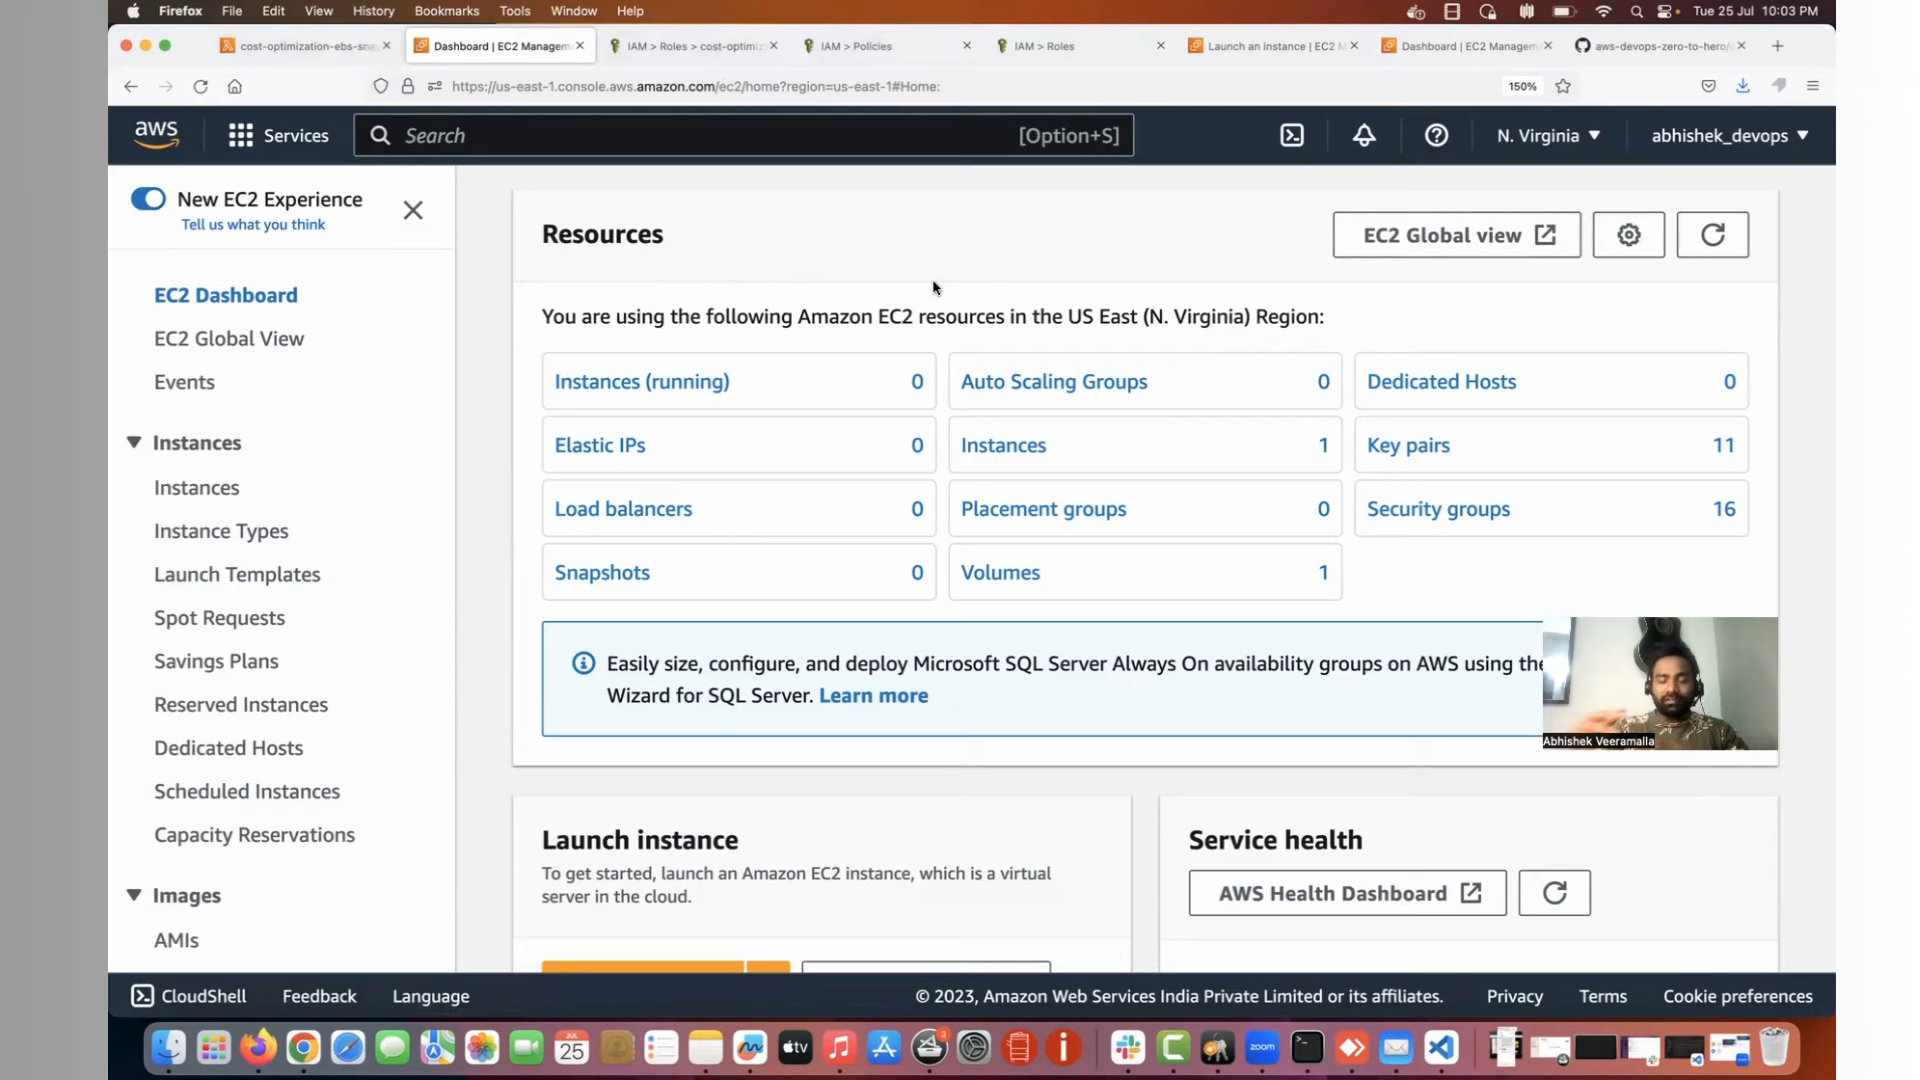 Firefox File Edit View History Bookmarks Tools Window Help
Tue 25 Jul 10:03 PM
cost-optimization-ebs-sna
Dashboard | EC2 Managem
IAM > Roles > cost-optimiz
IAM > Policies
IAM > Roles
Launch an instance | EC2 M
Dashboard | EC2 Managem
aws-devops-zero-to-hero/
https://us-east-1.console.aws.amazon.com/ec2/home?region=us-east-1#Home:
150%
aws
Services
Search
[Option+S]
N. Virginia
abhishek_devops
New EC2 Experience
Tell us what you think
EC2 Dashboard
EC2 Global View
Events
Instances
Instances
Instance Types
Launch Templates
Spot Requests
Savings Plans
Reserved Instances
Dedicated Hosts
Scheduled Instances
Capacity Reservations
Images
AMIs
Resources
EC2 Global view
You are using the following Amazon EC2 resources in the US East (N. Virginia) Region:
Instances (running) 0
Auto Scaling Groups 0
Dedicated Hosts 0
Elastic IPs 0
Instances 1
Key pairs 11
Load balancers 0
Placement groups 0
Security groups 16
Snapshots 0
Volumes 1
Easily size, configure, and deploy Microsoft SQL Server Always On availability groups on AWS using the
Wizard for SQL Server. Learn more
Abhishek Veeramalla
Launch instance
To get started, launch an Amazon EC2 instance, which is a virtual
server in the cloud.
Service health
AWS Health Dashboard
CloudShell
Feedback
Language
© 2023, Amazon Web Services India Private Limited or its affiliates.
Privacy
Terms
Cookie preferences
JUL
25
tv
3
zoom